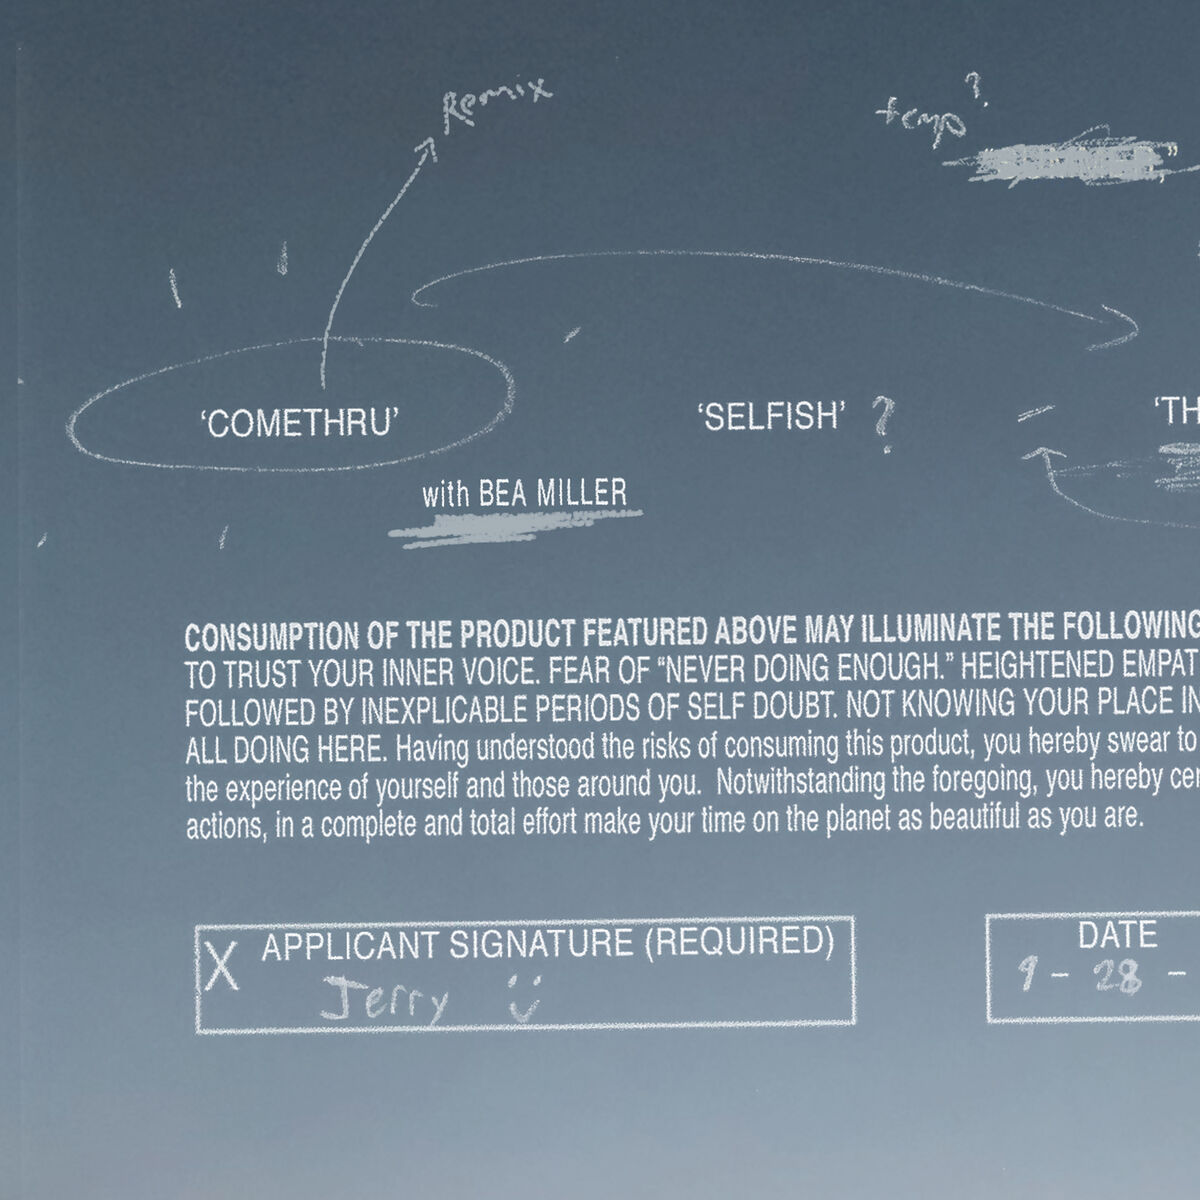 Remix
temp?
‘COMETHRU’
‘SELFISH’ ?
‘TH
with BEA MILLER
CONSUMPTION OF THE PRODUCT FEATURED ABOVE MAY ILLUMINATE THE FOLLOWING
TO TRUST YOUR INNER VOICE. FEAR OF “NEVER DOING ENOUGH.” HEIGHTENED EMPAT
FOLLOWED BY INEXPLICABLE PERIODS OF SELF DOUBT. NOT KNOWING YOUR PLACE IN
ALL DOING HERE. Having understood the risks of consuming this product, you hereby swear to
the experience of yourself and those around you. Notwithstanding the foregoing, you hereby cer
actions, in a complete and total effort make your time on the planet as beautiful as you are.
X APPLICANT SIGNATURE (REQUIRED)
Jerry
DATE
9 - 28 -